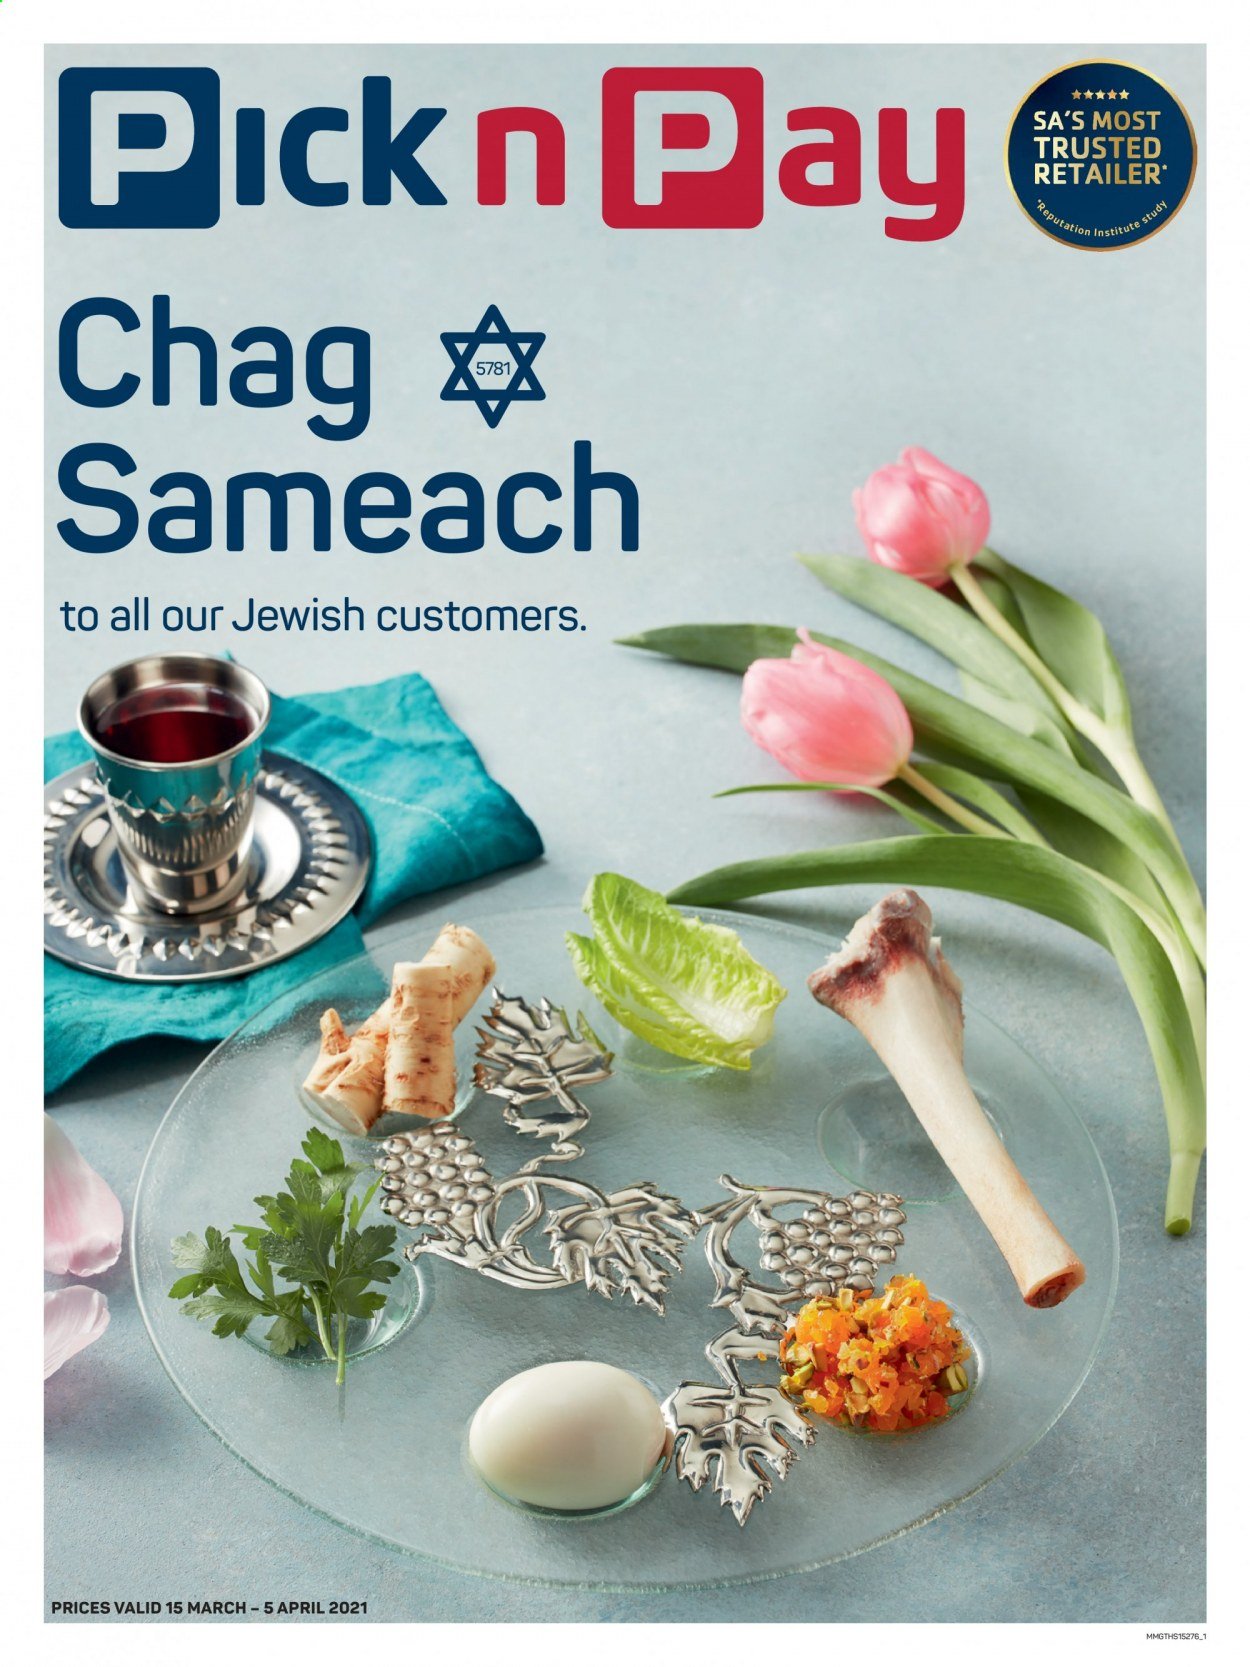 Pick n Pay
★★★★★
SA'S MOST
TRUSTED
RETAILER*
*Reputation Institute study
Chag
5781
Sameach
to all our Jewish customers.
PRICES VALID 15 MARCH – 5 APRIL 2021
MMGTHS15276_1